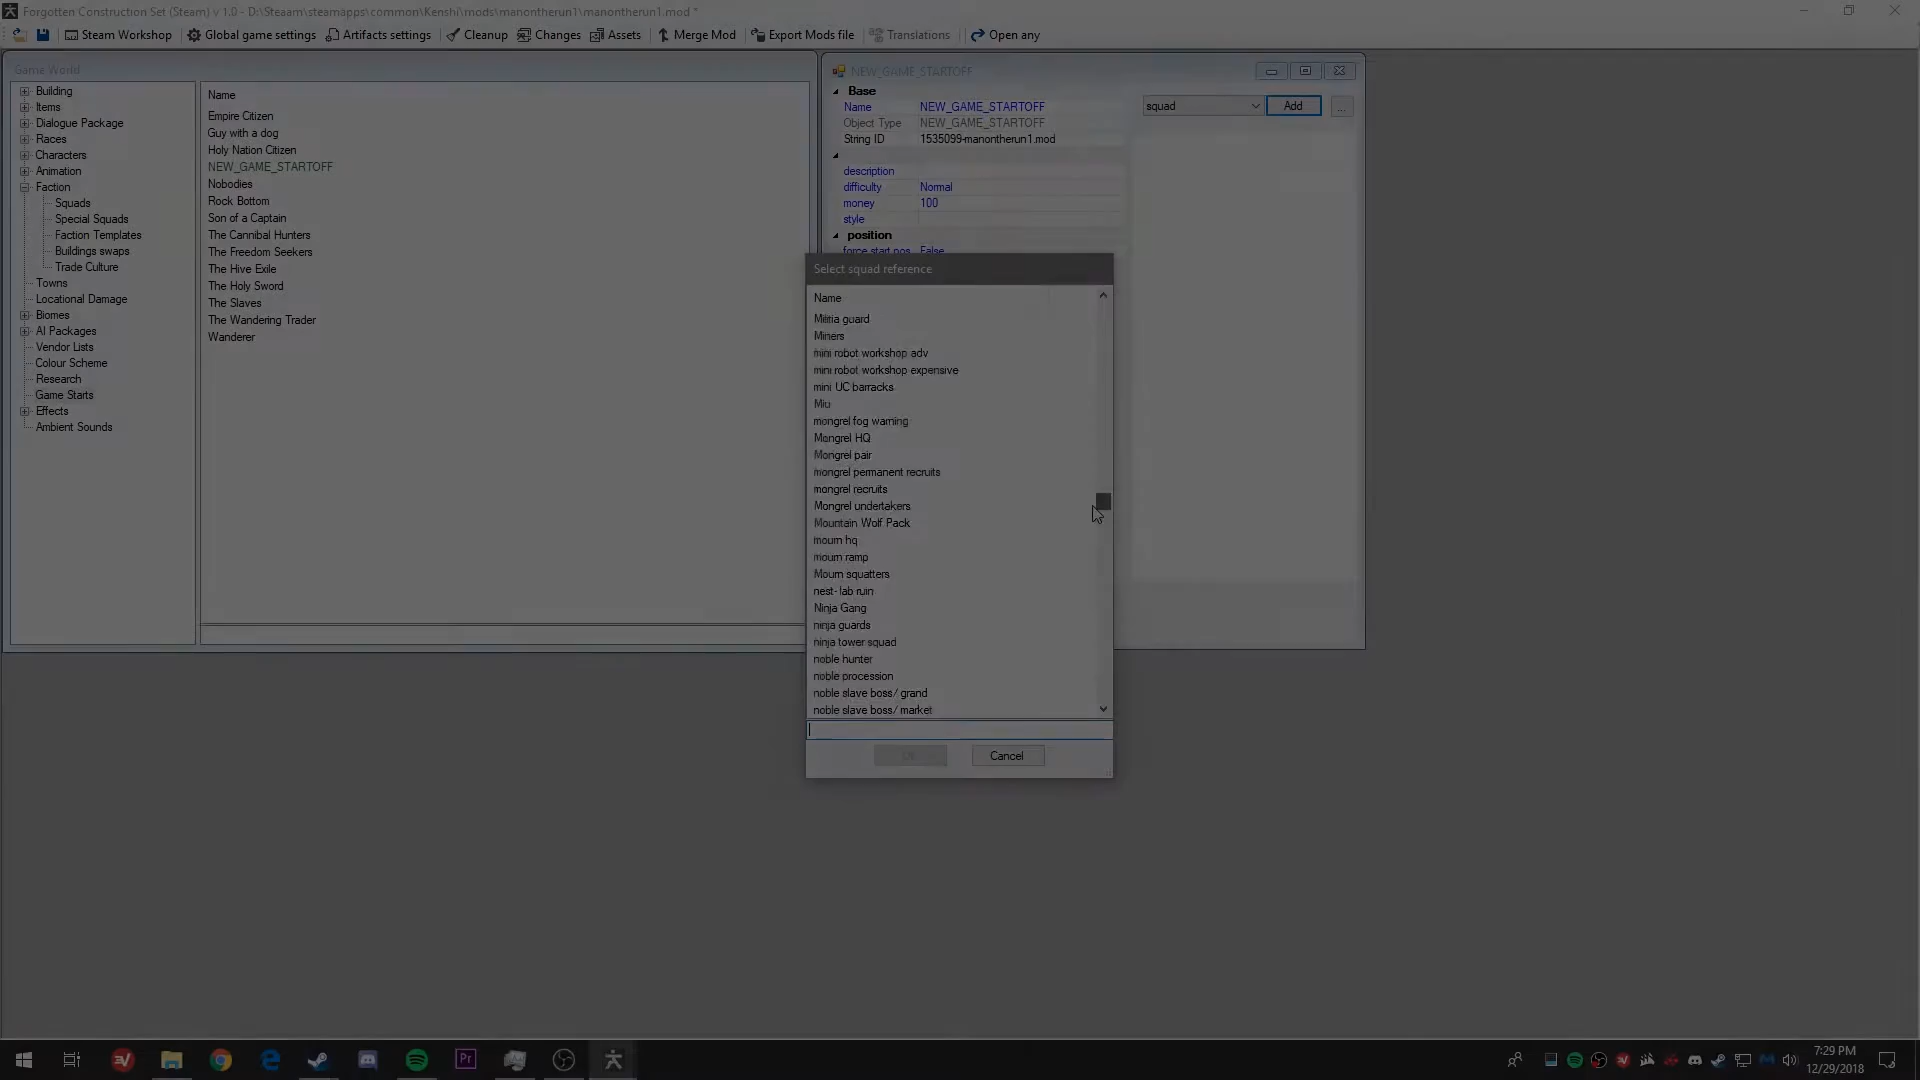 Forgotten Construction Set (Steam) v 1.0 - D:\Steaam\steamapps\common\Kenshi\mods\manontherun1\manontherun1.mod *
Steam Workshop Global game settings Artifacts settings Cleanup Changes Assets Merge Mod Export Mods file Translations Open any
Game World
Building
Items
Dialogue Package
Races
Characters
Animation
Faction
Squads
Special Squads
Faction Templates
Buildings swaps
Trade Culture
Towns
Locational Damage
Biomes
AI Packages
Vendor Lists
Colour Scheme
Research
Game Starts
Effects
Ambient Sounds
Name
Empire Citizen
Guy with a dog
Holy Nation Citizen
NEW_GAME_STARTOFF
Nobodies
Rock Bottom
Son of a Captain
The Cannibal Hunters
The Freedom Seekers
The Hive Exile
The Holy Sword
The Slaves
The Wandering Trader
Wanderer
NEW_GAME_STARTOFF
Base
Name NEW_GAME_STARTOFF
Object Type NEW_GAME_STARTOFF
String ID 1535099-manontherun1.mod
description
difficulty Normal
money 100
style
position
force start pos False
squad Add ...
Select squad reference
Name
Militia guard
Miners
mini robot workshop adv
mini robot workshop expensive
mini UC barracks
Miu
mongrel fog warning
Mongrel HQ
Mongrel pair
mongrel permanent recruits
mongrel recruits
Mongrel undertakers
Mountain Wolf Pack
mourn hq
mourn ramp
Mourn squatters
nest- lab ruin
Ninja Gang
ninja guards
ninja tower squad
noble hunter
noble procession
noble slave boss/ grand
noble slave boss/ market
Cancel
Pr
7:29 PM
12/29/2018